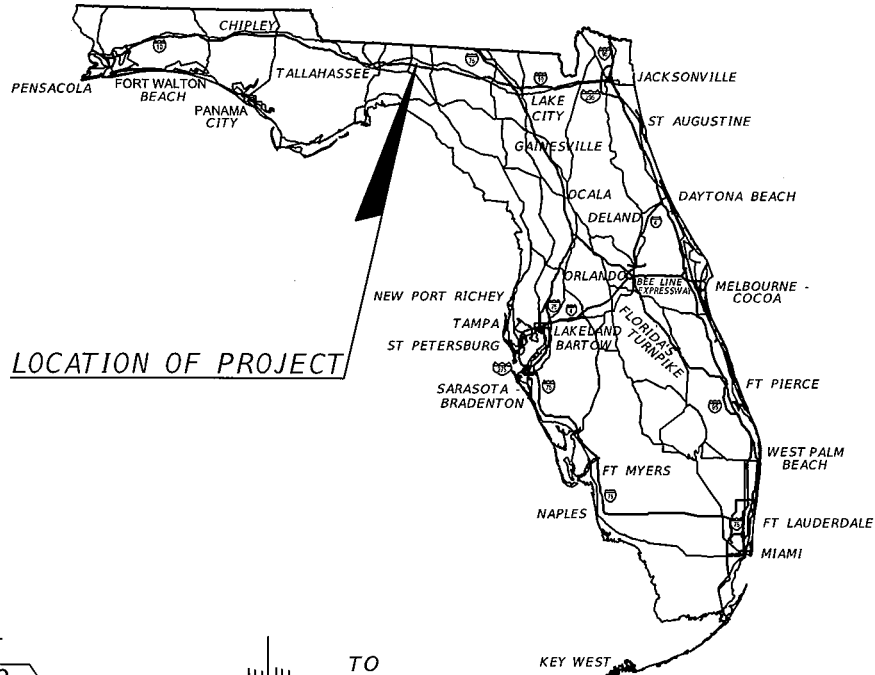 CHIPLEY
TALLAHASSEE
JACKSONVILLE
PENSACOLA
FORT WALTON
BEACH
PANAMA
CITY
LAKE
CITY
ST AUGUSTINE
GAINESVILLE
OCALA
DAYTONA BEACH
DELAND
ORLANDO
BEE LINE
EXPRESSWAY
MELBOURNE -
COCOA
NEW PORT RICHEY
TAMPA
ST PETERSBURG
LAKELAND
BARTOW
FLORIDA'S
TURNPIKE
LOCATION OF PROJECT
SARASOTA -
BRADENTON
FT PIERCE
WEST PALM
BEACH
FT MYERS
75
NAPLES
FT LAUDERDALE
MIAMI
TO
KEY WEST